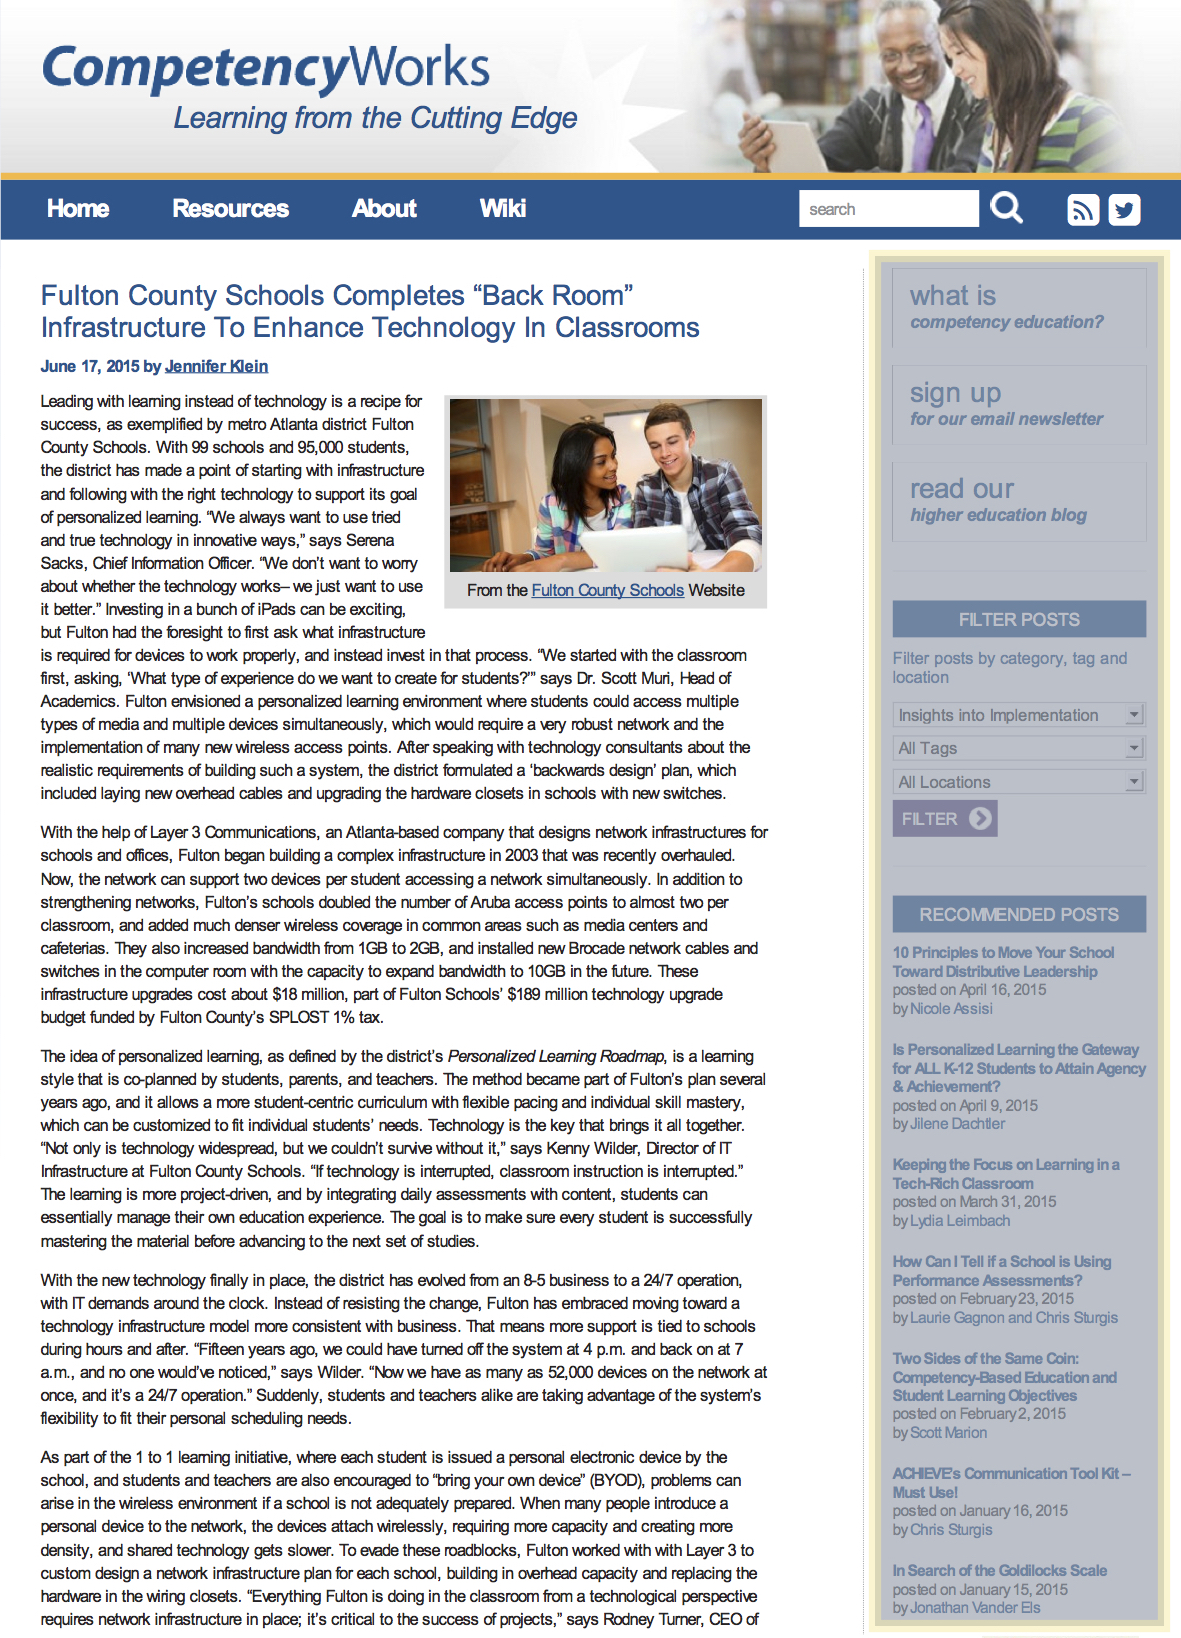 CompetencyWorks
Learning from the Cutting Edge
Home Resources About Wiki search
Fulton County Schools Completes “Back Room”
Infrastructure To Enhance Technology In Classrooms
June 17, 2015 by Jennifer Klein
Leading with learning instead of technology is a recipe for
success, as exemplified by metro Atlanta district Fulton
County Schools. With 99 schools and 95,000 students,
the district has made a point of starting with infrastructure
and following with the right technology to support its goal
of personalized learning. “We always want to use tried
and true technology in innovative ways,” says Serena
Sacks, Chief Information Officer. “We don’t want to worry
about whether the technology works– we just want to use
it better.” Investing in a bunch of iPads can be exciting,
but Fulton had the foresight to first ask what infrastructure
From the Fulton County Schools Website
is required for devices to work properly, and instead invest in that process. “We started with the classroom
first, asking, ‘What type of experience do we want to create for students?’” says Dr. Scott Muri, Head of
Academics. Fulton envisioned a personalized learning environment where students could access multiple
types of media and multiple devices simultaneously, which would require a very robust network and the
implementation of many new wireless access points. After speaking with technology consultants about the
realistic requirements of building such a system, the district formulated a ‘backwards design’ plan, which
included laying new overhead cables and upgrading the hardware closets in schools with new switches.
With the help of Layer 3 Communications, an Atlanta-based company that designs network infrastructures for
schools and offices, Fulton began building a complex infrastructure in 2003 that was recently overhauled.
Now, the network can support two devices per student accessing a network simultaneously. In addition to
strengthening networks, Fulton’s schools doubled the number of Aruba access points to almost two per
classroom, and added much denser wireless coverage in common areas such as media centers and
cafeterias. They also increased bandwidth from 1GB to 2GB, and installed new Brocade network cables and
switches in the computer room with the capacity to expand bandwidth to 10GB in the future. These
infrastructure upgrades cost about $18 million, part of Fulton Schools’ $189 million technology upgrade
budget funded by Fulton County’s SPLOST 1% tax.
The idea of personalized learning, as defined by the district’s Personalized Learning Roadmap, is a learning
style that is co-planned by students, parents, and teachers. The method became part of Fulton’s plan several
years ago, and it allows a more student-centric curriculum with flexible pacing and individual skill mastery,
which can be customized to fit individual students’ needs. Technology is the key that brings it all together.
“Not only is technology widespread, but we couldn’t survive without it,” says Kenny Wilder, Director of IT
Infrastructure at Fulton County Schools. “If technology is interrupted, classroom instruction is interrupted.”
The learning is more project-driven, and by integrating daily assessments with content, students can
essentially manage their own education experience. The goal is to make sure every student is successfully
mastering the material before advancing to the next set of studies.
With the new technology finally in place, the district has evolved from an 8-5 business to a 24/7 operation,
with IT demands around the clock. Instead of resisting the change, Fulton has embraced moving toward a
technology infrastructure model more consistent with business. That means more support is tied to schools
during hours and after. “Fifteen years ago, we could have turned off the system at 4 p.m. and back on at 7
a.m., and no one would’ve noticed,” says Wilder. “Now we have as many as 52,000 devices on the network at
once, and it’s a 24/7 operation.” Suddenly, students and teachers alike are taking advantage of the system’s
flexibility to fit their personal scheduling needs.
As part of the 1 to 1 learning initiative, where each student is issued a personal electronic device by the
school, and students and teachers are also encouraged to “bring your own device” (BYOD), problems can
arise in the wireless environment if a school is not adequately prepared. When many people introduce a
personal device to the network, the devices attach wirelessly, requiring more capacity and creating more
density, and shared technology gets slower. To evade these roadblocks, Fulton worked with with Layer 3 to
custom design a network infrastructure plan for each school, building in overhead capacity and replacing the
hardware in the wiring closets. “Everything Fulton is doing in the classroom from a technological perspective
requires network infrastructure in place; it’s critical to the success of projects,” says Rodney Turner, CEO of
what is
competency education?
sign up
for our email newsletter
read our
higher education blog
FILTER POSTS
Filter posts by category, tag and
location
Insights into Implementation
All Tags
All Locations
FILTER
RECOMMENDED POSTS
10 Principles to Move Your School
Toward Distributive Leadership
posted on April 16, 2015
by Nicole Assisi
Is Personalized Learning the Gateway
for ALL K-12 Students to Attain Agency
& Achievement?
posted on April 9, 2015
by Jilene Dachtler
Keeping the Focus on Learning in a
Tech-Rich Classroom
posted on March 31, 2015
by Lydia Leimbach
How Can I Tell if a School is Using
Performance Assessments?
posted on February 23, 2015
by Laurie Gagnon and Chris Sturgis
Two Sides of the Same Coin:
Competency-Based Education and
Student Learning Objectives
posted on February 2, 2015
by Scott Marion
ACHIEVE's Communication Tool Kit –
Must Use!
posted on January 16, 2015
by Chris Sturgis
In Search of the Goldilocks Scale
posted on January 15, 2015
by Jonathan Vander Els